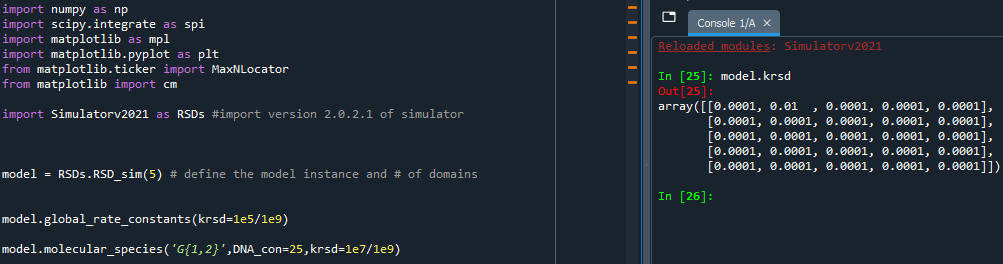 import numpy as np
import scipy.integrate as spi
import matplotlib as mpl
import matplotlib.pyplot as plt
from matplotlib.ticker import MaxNLocator
from matplotlib import cm
import Simulatorv2021 as RSDs #import version 2.0.2.1 of simulator
model = RSDs.RSD_sim(5) # define the model instance and # of domains
model.global_rate_constants(krsd=1e5/1e9)
model.molecular_species('G{1,2}',DNA_con=25,krsd=1e7/1e9)
Console 1/A ×
Reloaded modules: Simulatorv2021
In [25]: model.krsd
Out[25]:
array([[0.0001, 0.01  , 0.0001, 0.0001, 0.0001],
[0.0001, 0.0001, 0.0001, 0.0001, 0.0001],
[0.0001, 0.0001, 0.0001, 0.0001, 0.0001],
[0.0001, 0.0001, 0.0001, 0.0001, 0.0001],
[0.0001, 0.0001, 0.0001, 0.0001, 0.0001]])
In [26]: